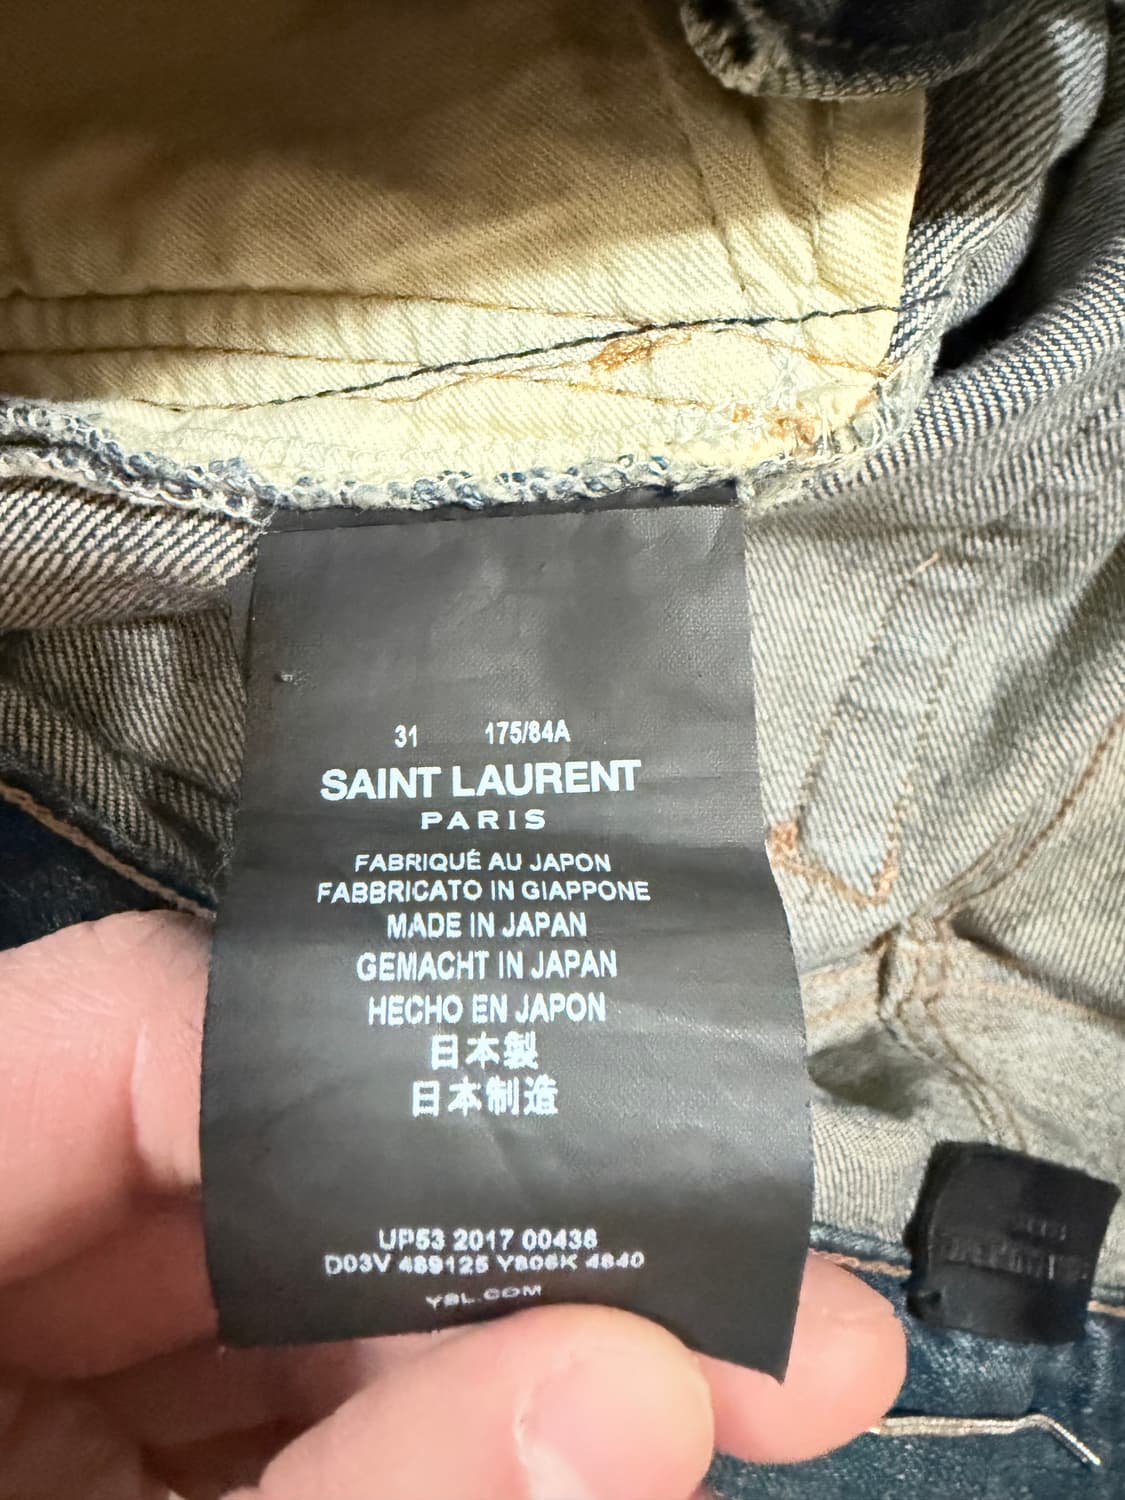 31 175/84A
SAINT LAURENT
PARIS
FABRIQUÉ AU JAPON
FABBRICATO IN GIAPPONE
MADE IN JAPAN
GEMACHT IN JAPAN
HECHO EN JAPON
日本製
日本制造
UP53 2017 00436
D03V 489125 Y806K 4840
YSL.COM